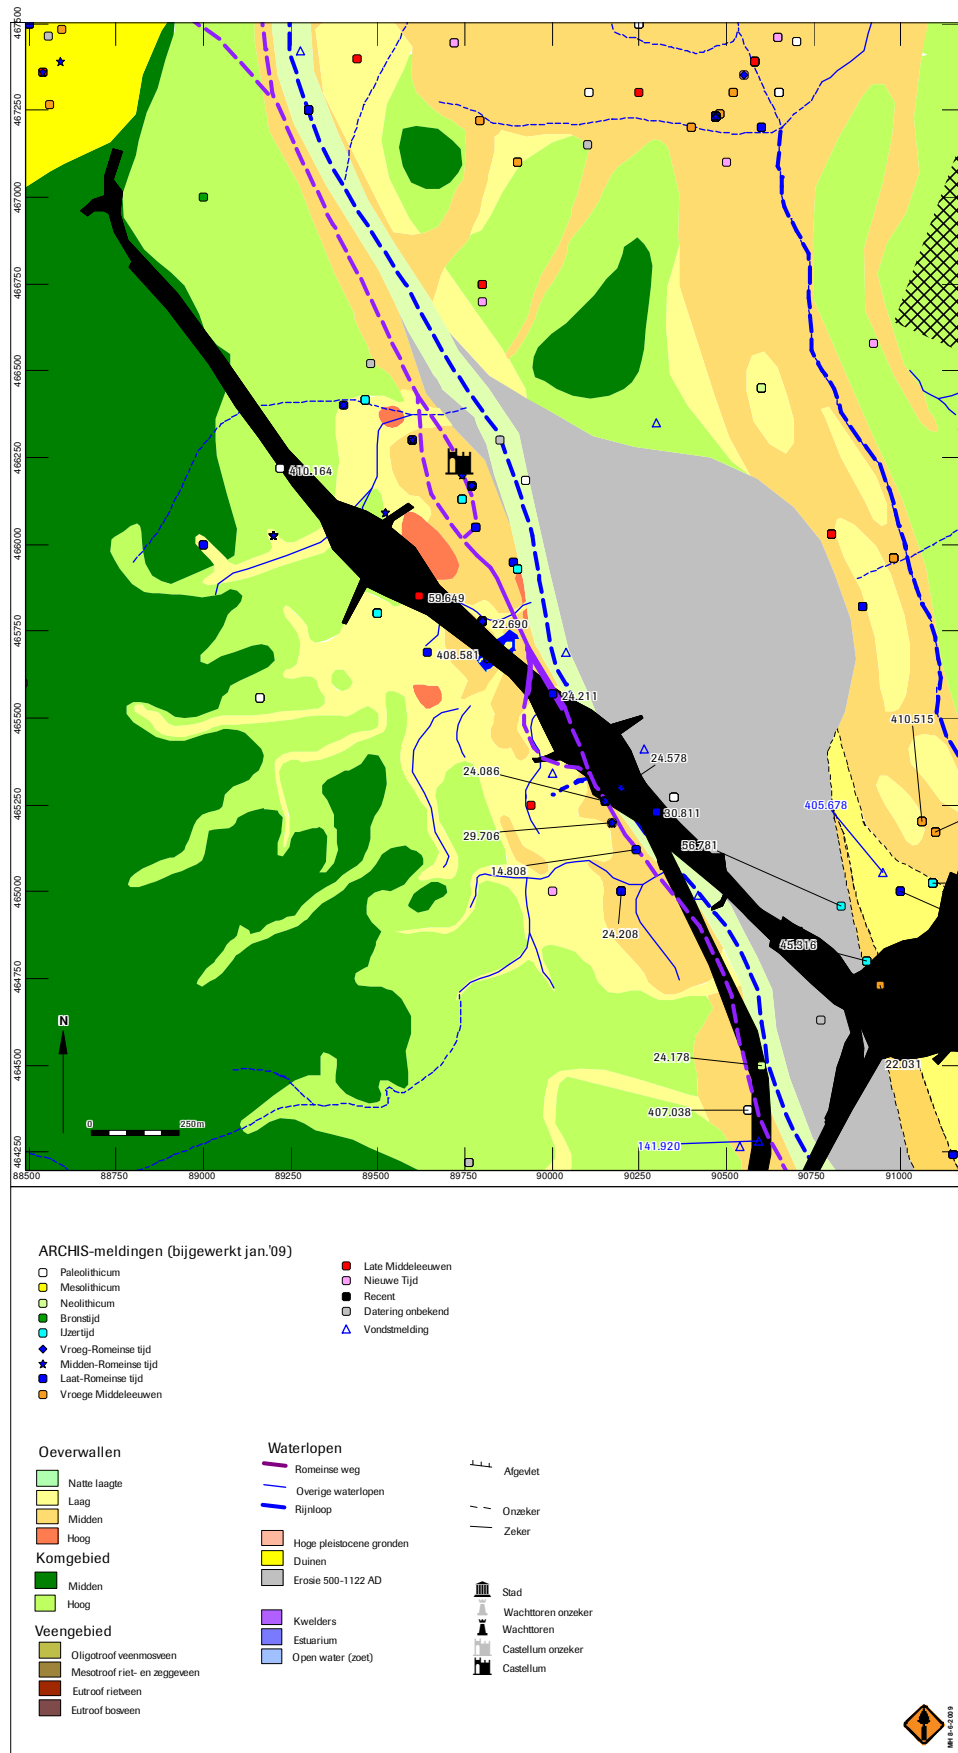 467500
467250
467000
466750
466500
466250
466000
465750
465500
465250
465000
464750
464500
464250
410.164
59.649
22.690
408.581
24.211
410.515
24.578
24.086
405.678
30.811
29.706
56.781
14.808
24.208
45.316
N
24.178
22.031
407.038
0 250m
141.920
88500 88750 89000 89250 89500 89750 90000 90250 90500 90750 91000
ARCHIS-meldingen (bijgewerkt jan.'09)
Paleolithicum
Mesolithicum
Neolithicum
Bronstijd
IJzertijd
Vroeg-Romeinse tijd
Midden-Romeinse tijd
Laat-Romeinse tijd
Vroege Middeleeuwen
Late Middeleeuwen
Nieuwe Tijd
Recent
Datering onbekend
Vondstmelding
Oeverwallen
Natte laagte
Laag
Midden
Hoog
Komgebied
Midden
Hoog
Veengebied
Oligotroof veenmosveen
Mesotroof riet- en zeggeveen
Eutroof rietveen
Eutroof bosveen
Waterlopen
Romeinse weg
Overige waterlopen
Rijnloop
Hoge pleistocene gronden
Duinen
Erosie 500-1122 AD
Kwelders
Estuarium
Open water (zoet)
Afgevlet
Onzeker
Zeker
Stad
Wachttoren onzeker
Wachttoren
Castellum onzeker
Castellum
MH 8-6-2009